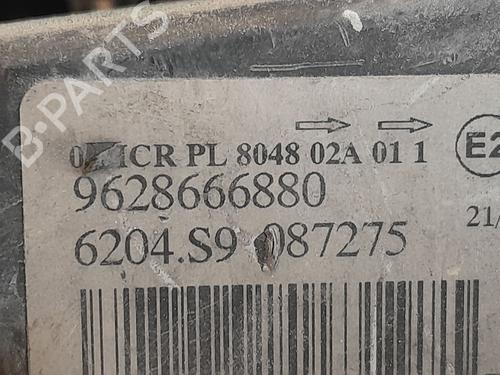 B-PARTS
ICR PL 8048 02A 01 1
E2
9628666880
6204.S9 087275
21/